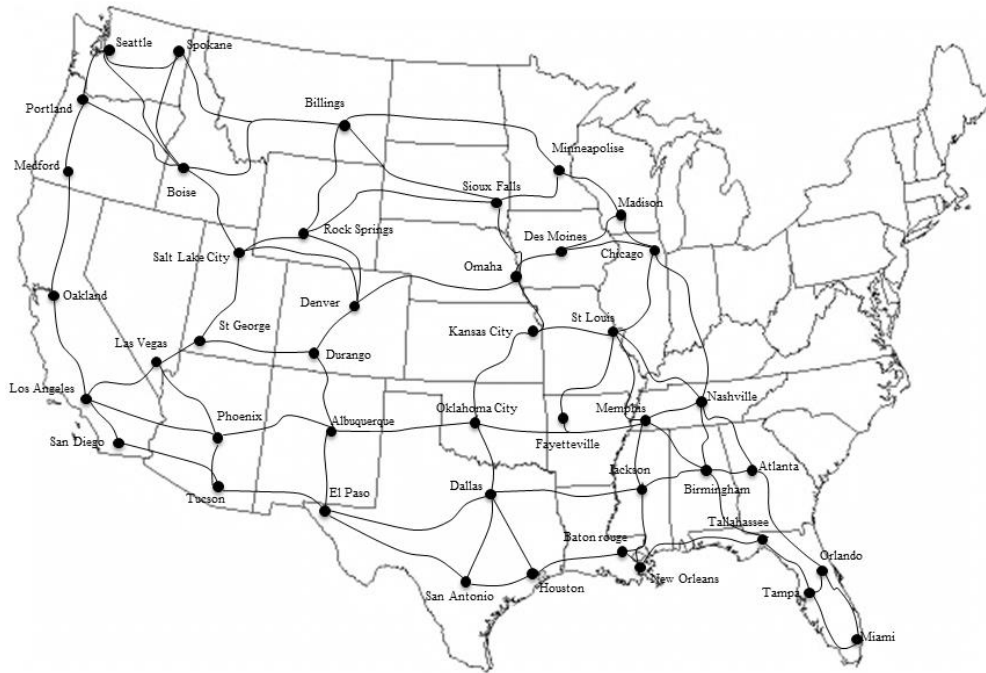 Seattle
Spokane
Portland
Billings
Medford
Boise
Minneapolise
Sioux Falls
Madison
Rock Springs
Des Moines
Salt Lake City
Chicago
Omaha
Oakland
Denver
St George
Kansas City
St Louis
Las Vegas
Durango
Los Angeles
Nashville
Phoenix
Albuquerque
Oklahoma City
Memphis
San Diego
Fayetteville
Jackson
Atlanta
Tucson
El Paso
Dallas
Birmingham
Tallahassee
Baton rouge
Orlando
San Antonio
Houston
New Orleans
Tampa
Miami